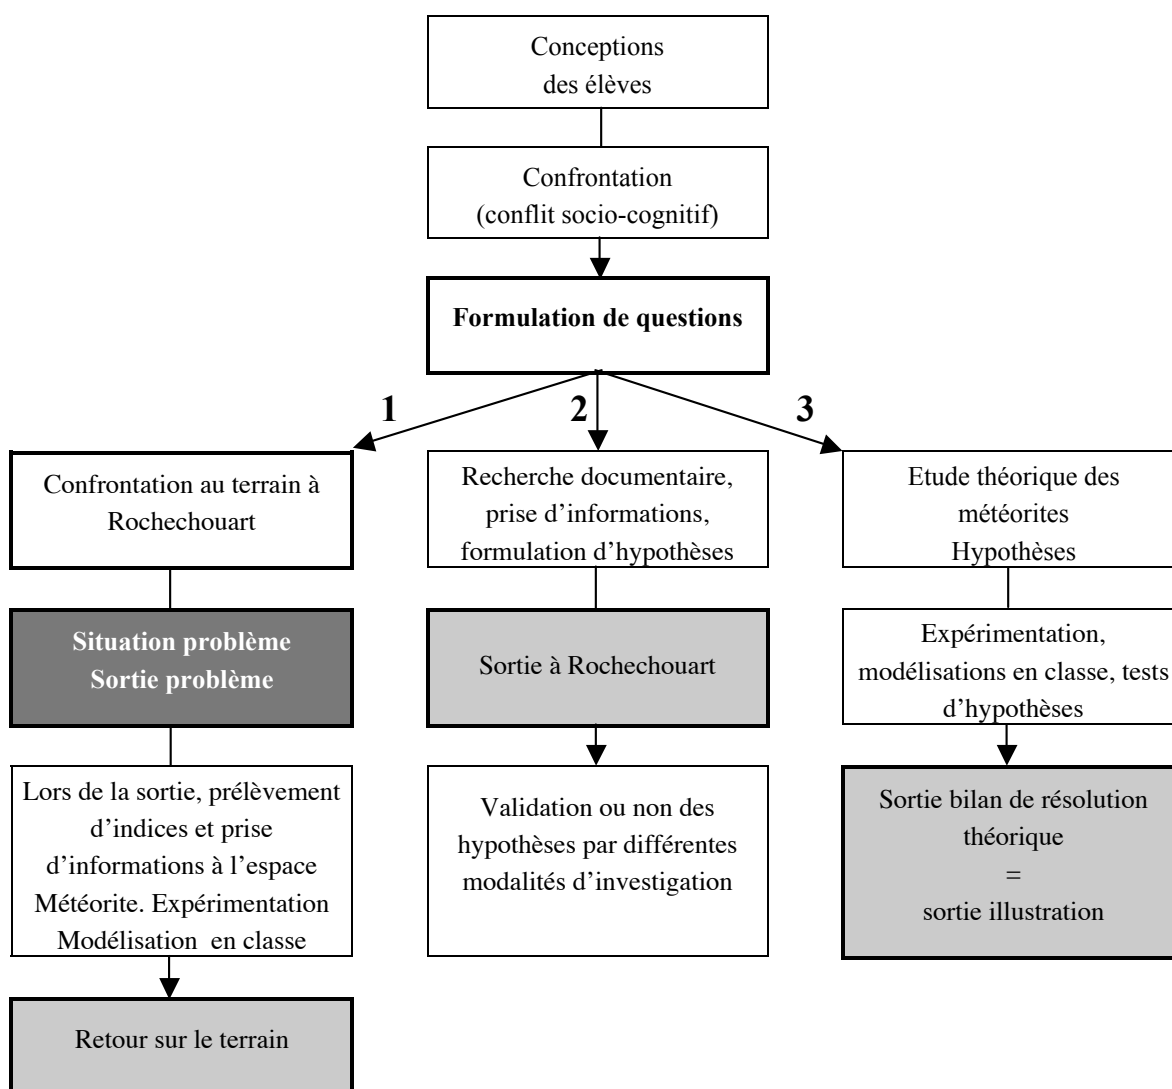 Conceptions
des élèves
Confrontation
(conflit socio-cognitif)
Formulation de questions
1
2
3
Confrontation au terrain à
Rochechouart
Situation problème
Sortie problème
Lors de la sortie, prélèvement
d’indices et prise
d’informations à l’espace
Météorite. Expérimentation
Modélisation en classe
Retour sur le terrain
Recherche documentaire,
prise d’informations,
formulation d’hypothèses
Sortie à Rochechouart
Validation ou non des
hypothèses par différentes
modalités d’investigation
Etude théorique des
météorites
Hypothèses
Expérimentation,
modélisations en classe, tests
d’hypothèses
Sortie bilan de résolution
théorique
=
sortie illustration